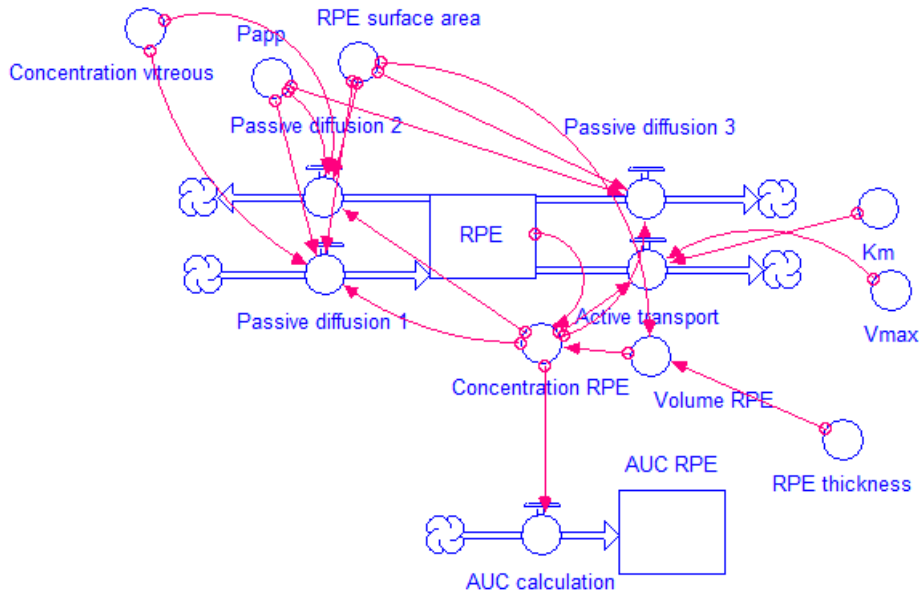 RPE surface area
Papp
Concentration vitreous
Passive diffusion 2
Passive diffusion 3
RPE
Km
Passive diffusion 1
Active transport
Vmax
Concentration RPE
Volume RPE
AUC RPE
RPE thickness
AUC calculation